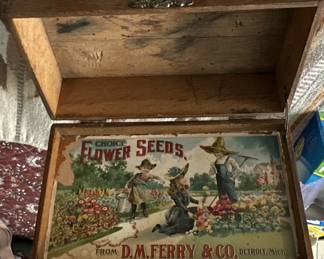 CHOICE
FLOWER SEEDS.
FROM D.M. FERRY & CO. DETROIT, MICH.